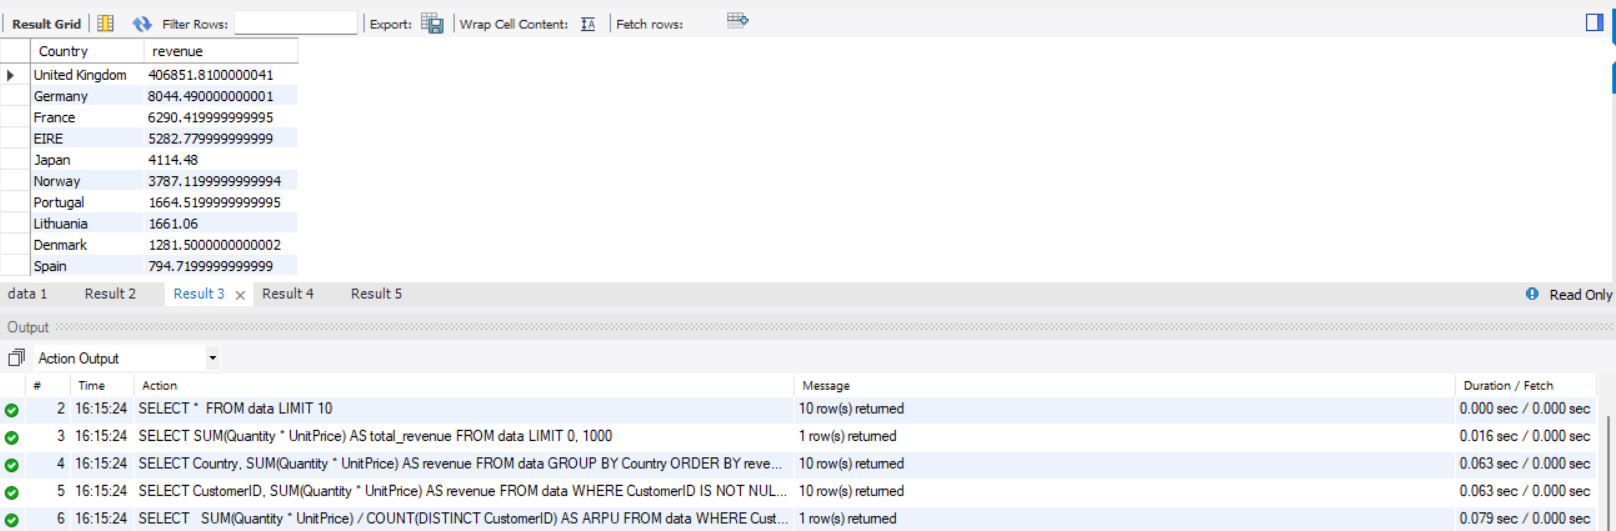 Result Grid Filter Rows: Export: Wrap Cell Content: IA Fetch rows:
Country revenue
United Kingdom 406851.8100000041
Germany 8044.490000000001
France 6290.419999999995
EIRE 5282.779999999999
Japan 4114.48
Norway 3787.1199999999994
Portugal 1664.5199999999995
Lithuania 1661.06
Denmark 1281.5000000000002
Spain 794.7199999999999
data 1 Result 2 Result 3 Result 4 Result 5 Read Only
Output
Action Output
# Time Action Message Duration / Fetch
2 16:15:24 SELECT * FROM data LIMIT 10 10 row(s) returned 0.000 sec / 0.000 sec
3 16:15:24 SELECT SUM(Quantity * UnitPrice) AS total_revenue FROM data LIMIT 0, 1000 1 row(s) returned 0.016 sec / 0.000 sec
4 16:15:24 SELECT Country, SUM(Quantity * UnitPrice) AS revenue FROM data GROUP BY Country ORDER BY reve... 10 row(s) returned 0.063 sec / 0.000 sec
5 16:15:24 SELECT CustomerID, SUM(Quantity * UnitPrice) AS revenue FROM data WHERE CustomerID IS NOT NUL... 10 row(s) returned 0.063 sec / 0.000 sec
6 16:15:24 SELECT SUM(Quantity * UnitPrice) / COUNT(DISTINCT CustomerID) AS ARPU FROM data WHERE Cust... 1 row(s) returned 0.079 sec / 0.000 sec